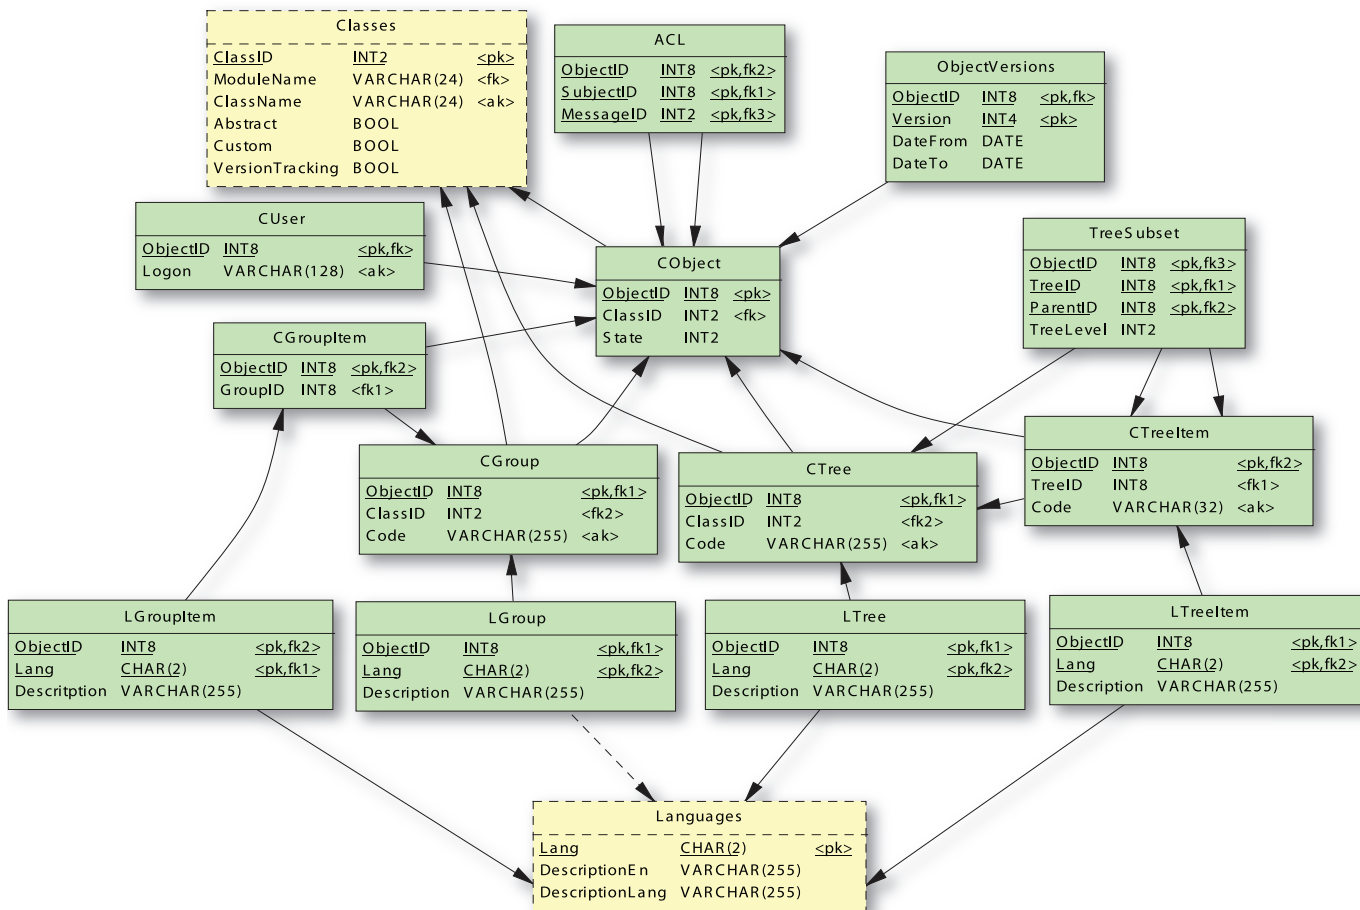 Classes
ClassID INT2 <pk>
ModuleName VARCHAR(24) <fk>
ClassName VARCHAR(24) <ak>
Abstract BOOL
Custom BOOL
VersionTracking BOOL
ACL
ObjectID INT8 <pk,fk2>
SubjectID INT8 <pk,fk1>
MessageID INT2 <pk,fk3>
ObjectVersions
ObjectID INT8 <pk,fk>
Version INT4 <pk>
DateFrom DATE
DateTo DATE
CUser
ObjectID INT8 <pk,fk>
Logon VARCHAR(128) <ak>
CObject
ObjectID INT8 <pk>
ClassID INT2 <fk>
State INT2
TreeSubset
ObjectID INT8 <pk,fk3>
TreeID INT8 <pk,fk1>
ParentID INT8 <pk,fk2>
TreeLevel INT2
CGroupItem
ObjectID INT8 <pk,fk2>
GroupID INT8 <fk1>
CGroup
ObjectID INT8 <pk,fk1>
ClassID INT2 <fk2>
Code VARCHAR(255) <ak>
CTree
ObjectID INT8 <pk,fk1>
ClassID INT2 <fk2>
Code VARCHAR(255) <ak>
CTreeItem
ObjectID INT8 <pk,fk2>
TreeID INT8 <fk1>
Code VARCHAR(32) <ak>
LGroupItem
ObjectID INT8 <pk,fk2>
Lang CHAR(2) <pk,fk1>
Descritption VARCHAR(255)
LGroup
ObjectID INT8 <pk,fk1>
Lang CHAR(2) <pk,fk2>
Description VARCHAR(255)
LTree
ObjectID INT8 <pk,fk1>
Lang CHAR(2) <pk,fk2>
Description VARCHAR(255)
LTreeItem
ObjectID INT8 <pk,fk1>
Lang CHAR(2) <pk,fk2>
Description VARCHAR(255)
Languages
Lang CHAR(2) <pk>
DescriptionEn VARCHAR(255)
DescriptionLang VARCHAR(255)